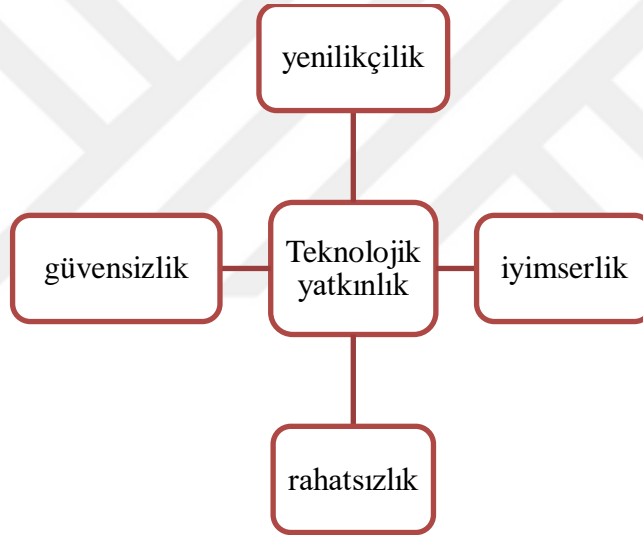 yenilikçilik
güvensizlik
Teknolojik
yatkınlık
iyimserlik
rahatsızlık